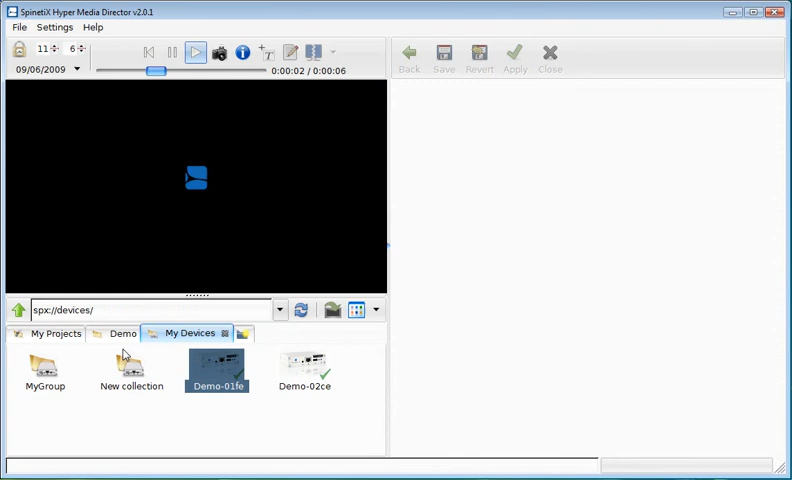 SpinetiX Hyper Media Director v2.0.1
File Settings Help
11 6
09/06/2009 0:00:02 / 0:00:06
Back Save Revert Apply Close
spx://devices/
My Projects Demo My Devices
MyGroup New collection Demo-01fe Demo-02ce